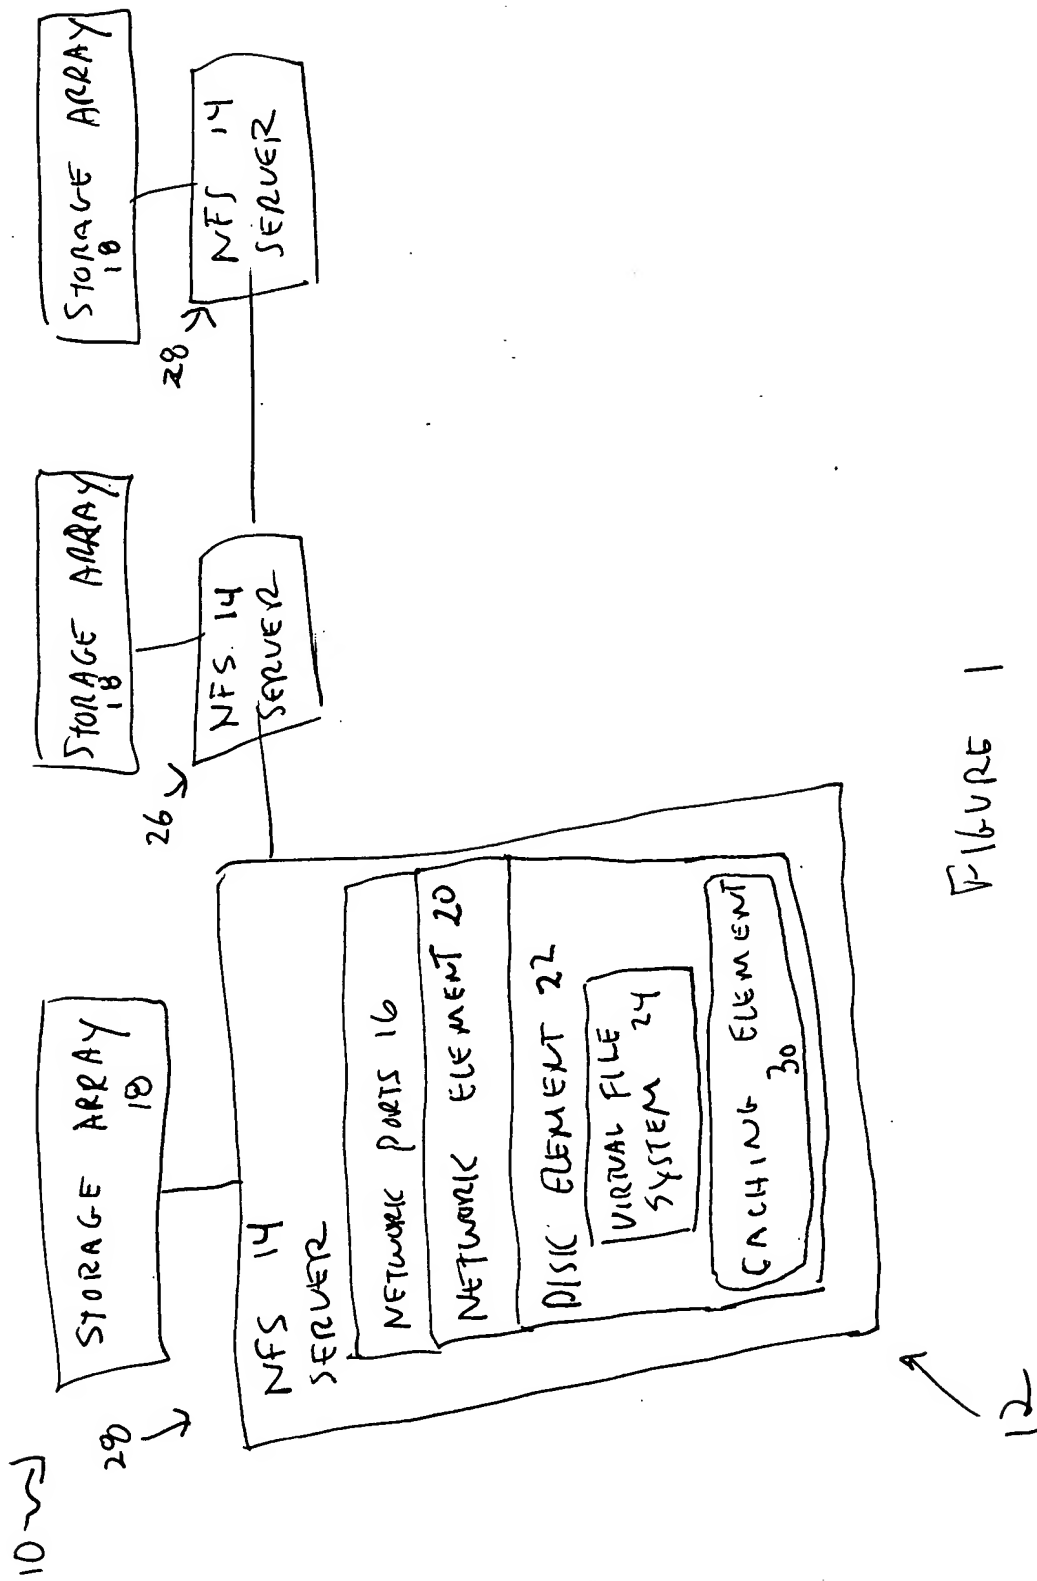 10
STORAGE ARRAY
18
STORAGE ARRAY
18
STORAGE ARRAY
18
28
26
28
NFS 14
SERVER
NFS. 14
SERVER
NFS 14
SERVER
NETWORK PORTS 16
NETWORK ELEMENT 20
DISK ELEMENT 22
VIRTUAL FILE
SYSTEM 24
CACHING ELEMENT
30
12
FIGURE 1